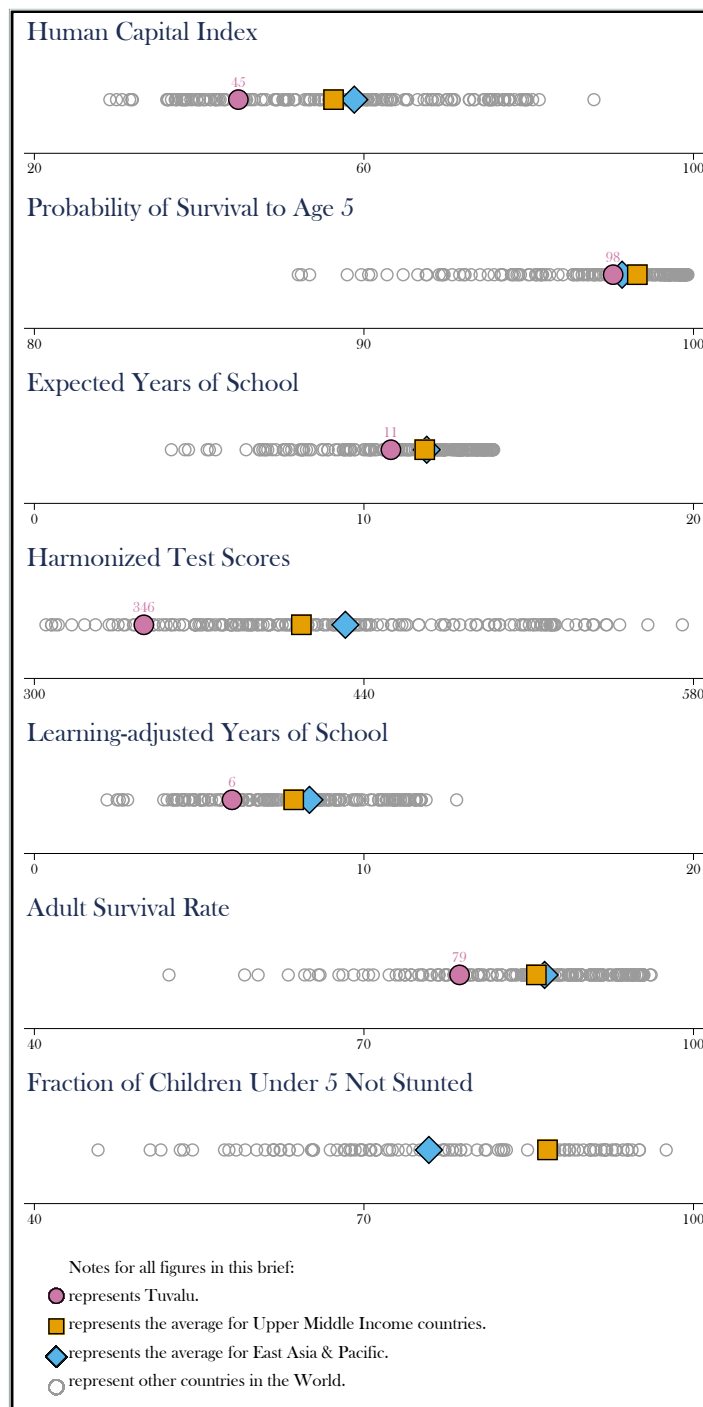 Human Capital Index
45
20 60 100
Probability of Survival to Age 5
98
80 90 100
Expected Years of School
11
0 10 20
Harmonized Test Scores
346
300 440 580
Learning-adjusted Years of School
6
0 10 20
Adult Survival Rate
79
40 70 100
Fraction of Children Under 5 Not Stunted
40 70 100
Notes for all figures in this brief:
represents Tuvalu.
represents the average for Upper Middle Income countries.
represents the average for East Asia & Pacific.
represent other countries in the World.